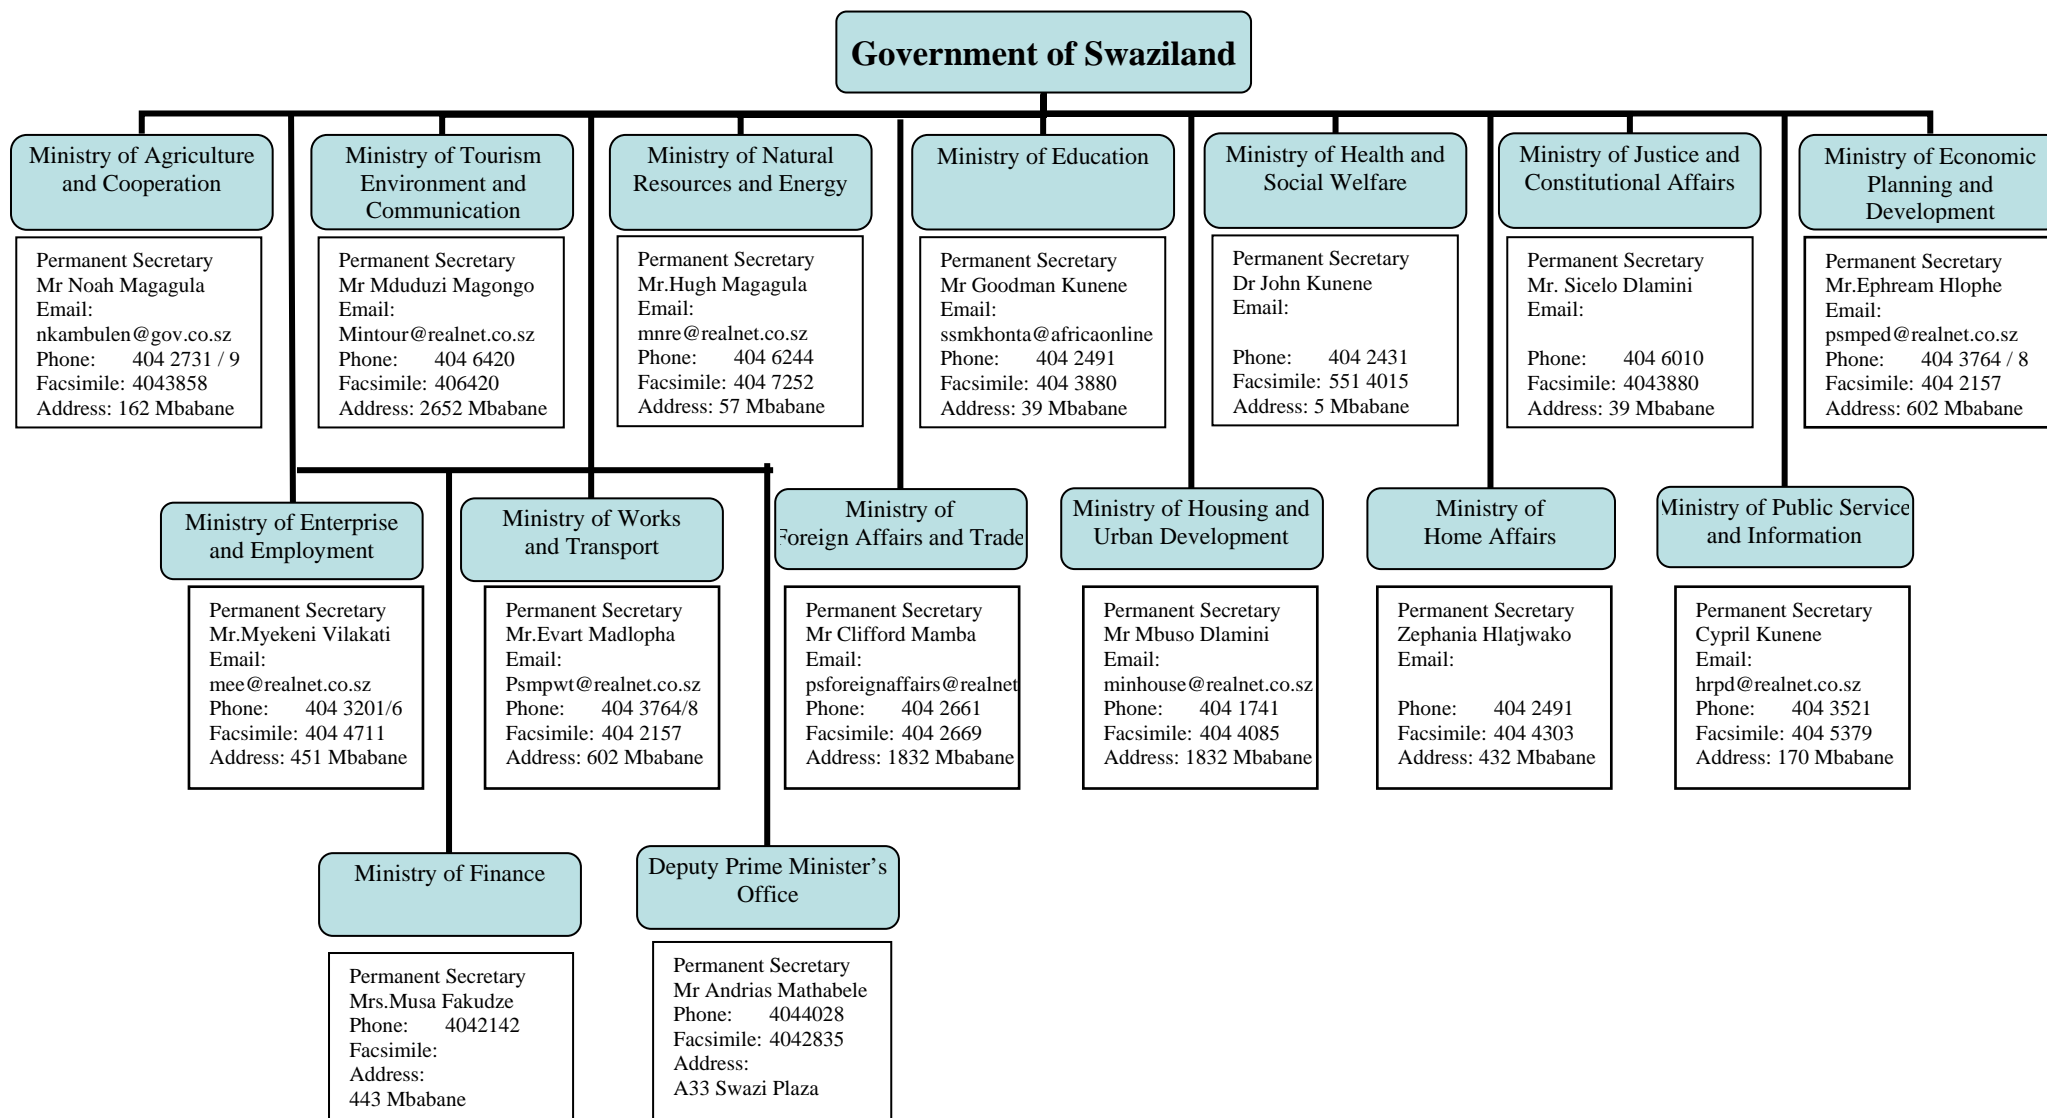 Government of Swaziland
Ministry of Agriculture
and Cooperation
Permanent Secretary
Mr Noah Magagula
Email:
nkambulen@gov.co.sz
Phone: 404 2731 / 9
Facsimile: 4043858
Address: 162 Mbabane
Ministry of Tourism
Environment and
Communication
Permanent Secretary
Mr Mduduzi Magongo
Email:
Mintour@realnet.co.sz
Phone: 404 6420
Facsimile: 406420
Address: 2652 Mbabane
Ministry of Natural
Resources and Energy
Permanent Secretary
Mr.Hugh Magagula
Email:
mnre@realnet.co.sz
Phone: 404 6244
Facsimile: 404 7252
Address: 57 Mbabane
Ministry of Education
Permanent Secretary
Mr Goodman Kunene
Email:
ssmkhonta@africaonline
Phone: 404 2491
Facsimile: 404 3880
Address: 39 Mbabane
Ministry of Health and
Social Welfare
Permanent Secretary
Dr John Kunene
Email:
Phone: 404 2431
Facsimile: 551 4015
Address: 5 Mbabane
Ministry of Justice and
Constitutional Affairs
Permanent Secretary
Mr. Sicelo Dlamini
Email:
Phone: 404 6010
Facsimile: 4043880
Address: 39 Mbabane
Ministry of Economic
Planning and
Development
Permanent Secretary
Mr.Ephream Hlophe
Email:
psmped@realnet.co.sz
Phone: 404 3764 / 8
Facsimile: 404 2157
Address: 602 Mbabane
Ministry of Enterprise
and Employment
Permanent Secretary
Mr.Myekeni Vilakati
Email:
mee@realnet.co.sz
Phone: 404 3201/6
Facsimile: 404 4711
Address: 451 Mbabane
Ministry of Works
and Transport
Permanent Secretary
Mr.Evart Madlopha
Email:
Psmpwt@realnet.co.sz
Phone: 404 3764/8
Facsimile: 404 2157
Address: 602 Mbabane
Ministry of
Foreign Affairs and Trade
Permanent Secretary
Mr Clifford Mamba
Email:
psforeignaffairs@realnet
Phone: 404 2661
Facsimile: 404 2669
Address: 1832 Mbabane
Ministry of Housing and
Urban Development
Permanent Secretary
Mr Mbuso Dlamini
Email:
minhouse@realnet.co.sz
Phone: 404 1741
Facsimile: 404 4085
Address: 1832 Mbabane
Ministry of
Home Affairs
Permanent Secretary
Zephania Hlatjwako
Email:
Phone: 404 2491
Facsimile: 404 4303
Address: 432 Mbabane
Ministry of Public Service
and Information
Permanent Secretary
Cypril Kunene
Email:
hrpd@realnet.co.sz
Phone: 404 3521
Facsimile: 404 5379
Address: 170 Mbabane
Ministry of Finance
Permanent Secretary
Mrs.Musa Fakudze
Phone: 4042142
Facsimile:
Address:
443 Mbabane
Deputy Prime Minister’s
Office
Permanent Secretary
Mr Andrias Mathabele
Phone: 4044028
Facsimile: 4042835
Address:
A33 Swazi Plaza